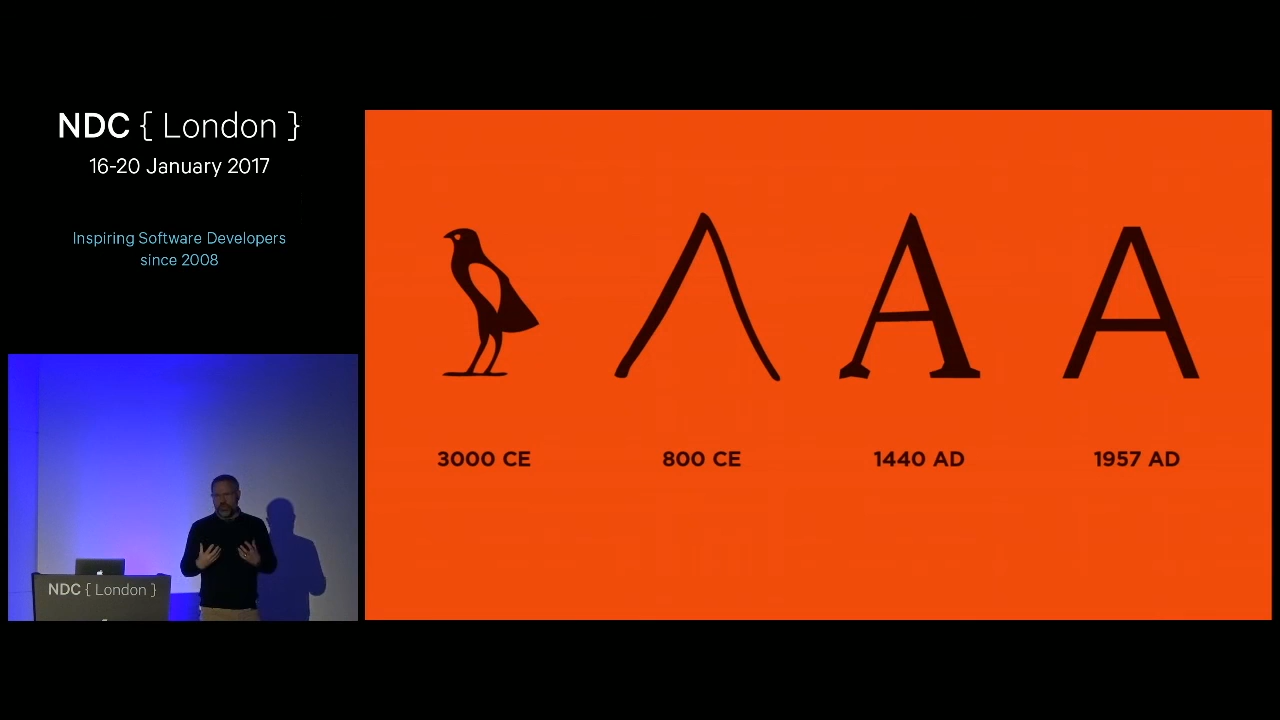 NDC { London }
16-20 January 2017
Inspiring Software Developers
since 2008
NDC { London }
A A
3000 CE
800 CE
1440 AD
1957 AD